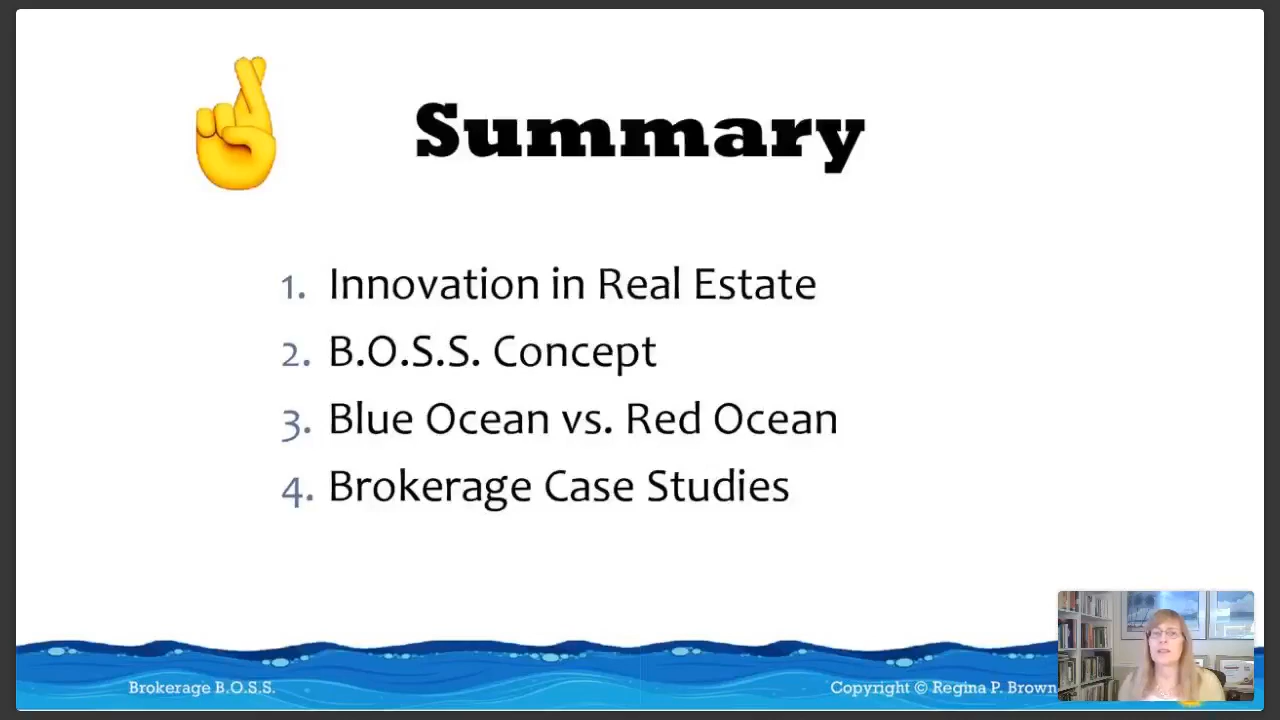 Summary
1. Innovation in Real Estate
2. B.O.S.S. Concept
3. Blue Ocean vs. Red Ocean
4. Brokerage Case Studies
Brokerage B.O.S.S.
Copyright © Regina P. Brown